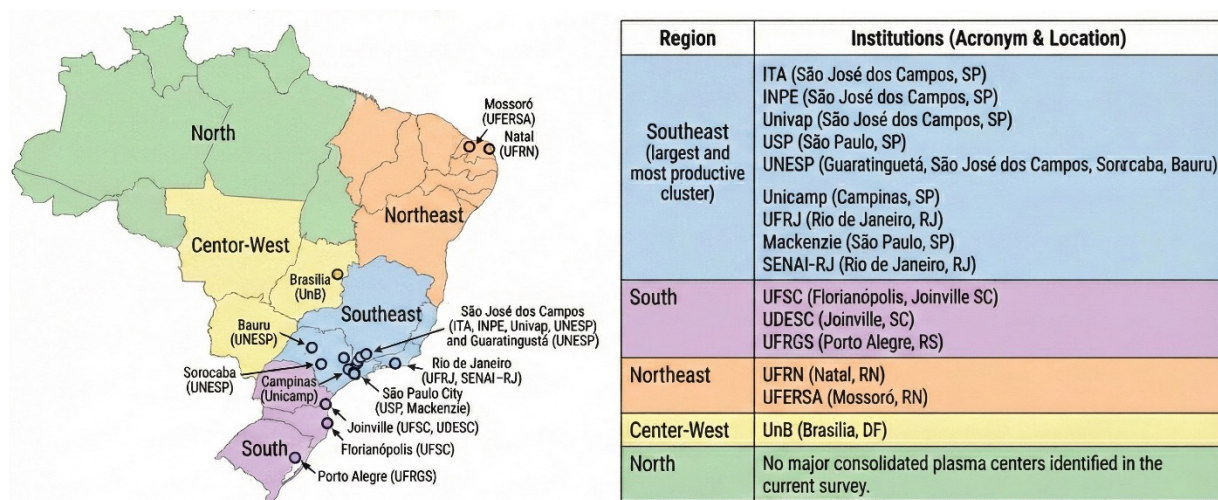 North
Mossoró
(UFERSA)
Natal
(UFRN)
Northeast
Centor-West
Brasilia
(UnB)
Southeast
Bauru
(UNESP)
São José dos Campos
(ITA, INPE, Univap, UNESP)
and Guaratingustá (UNESP)
Sorocaba
(UNESP)
Campinas
(Unicamp)
Rio de Janeiro
(UFRJ, SENAI-RJ)
São Paulo City
(USP, Mackenzie)
Joinville (UFSC, UDESC)
Florianópolis (UFSC)
South
Porto Alegre (UFRGS)
Region Institutions (Acronym & Location)
Southeast
(largest and
most productive
cluster)
ITA (São José dos Campos, SP)
INPE (São José dos Campos, SP)
Univap (São José dos Campos, SP)
USP (São Paulo, SP)
UNESP (Guaratinguetá, São José dos Campos, Sorrcaba, Bauru)
Unicamp (Campinas, SP)
UFRJ (Rio de Janeiro, RJ)
Mackenzie (São Paulo, SP)
SENAI-RJ (Rio de Janeiro, RJ)
South
UFSC (Florianópolis, Joinville SC)
UDESC (Joinville, SC)
UFRGS (Porto Alegre, RS)
Northeast
UFRN (Natal, RN)
UFERSA (Mossoró, RN)
Center-West
UnB (Brasilia, DF)
North
No major consolidated plasma centers identified in the
current survey.